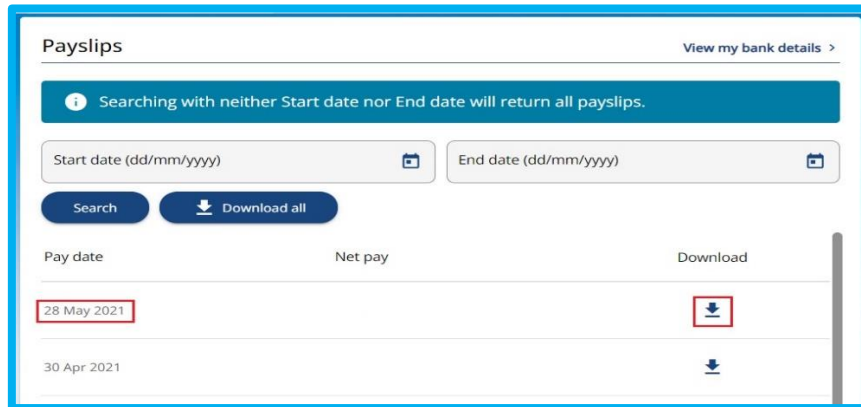 Payslips
View my bank details >
Searching with neither Start date nor End date will return all payslips.
Start date (dd/mm/yyyy)
End date (dd/mm/yyyy)
Search
Download all
Pay date Net pay Download
28 May 2021
30 Apr 2021